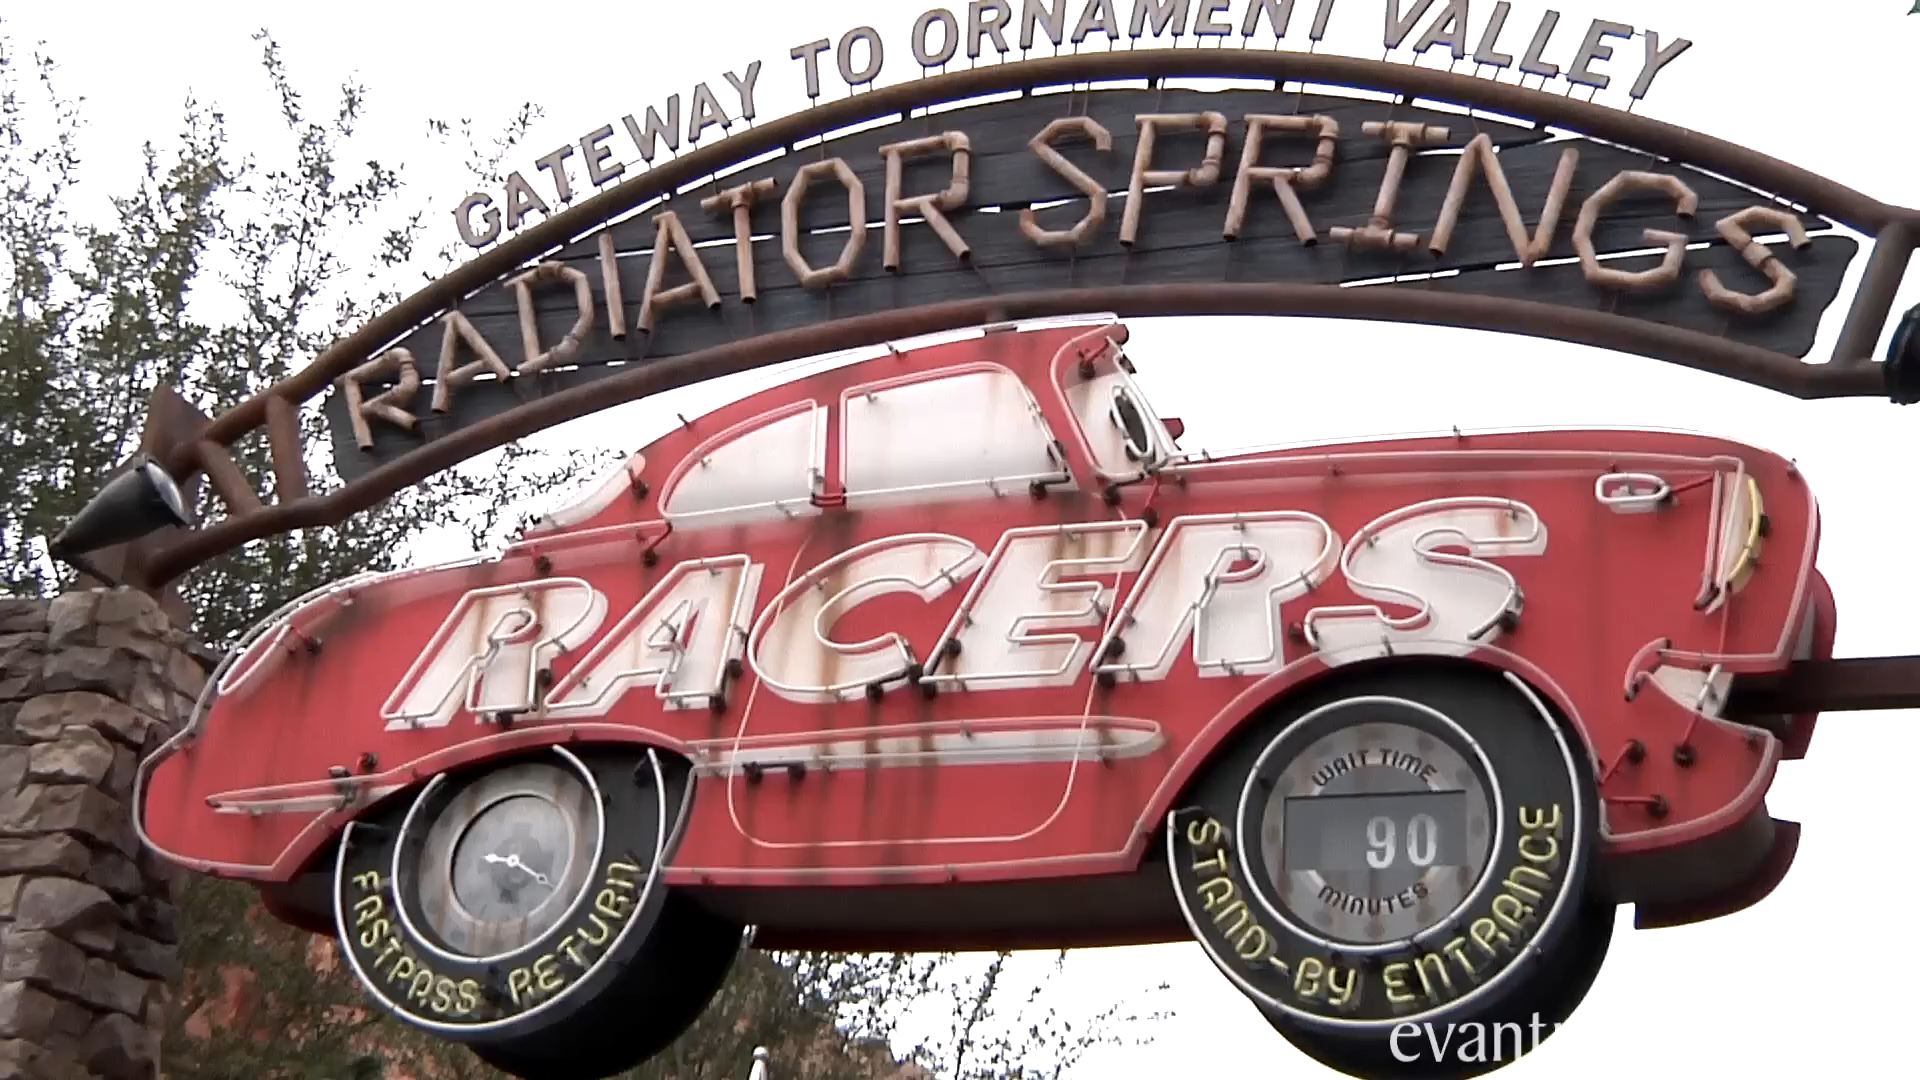 GATEWAY TO ORNAMENT VALLEY
RADIATOR SPRINGS
RACERS
WAIT TIME
90
MINUTES
FASTPASS RETURN
STAND-BY ENTRANCE